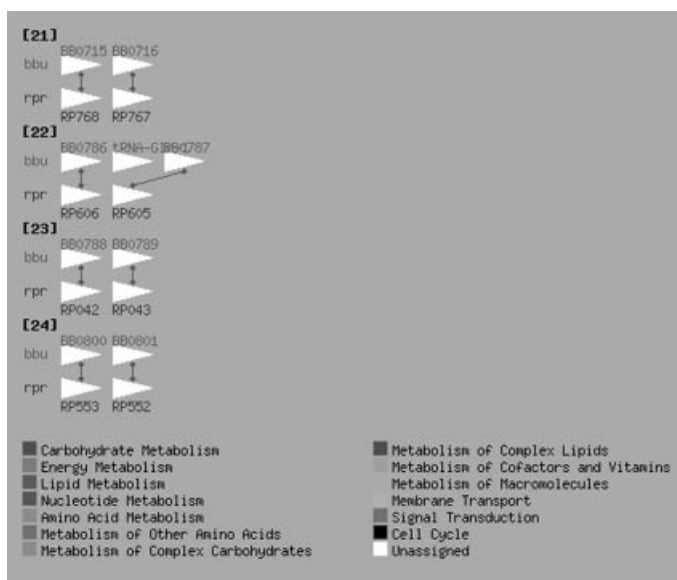 [21]
BB0715 BB0716
bbu
rpr
RP768 RP767
[22]
BB0786 tRNA-G
bbu
rpr
RP606 RP605
[23]
BB0788 BB0789
bbu
rpr
RP042 RP043
[24]
BB0800 BB0801
bbu
rpr
RP553 RP552
Carbohydrate Metabolism
Energy Metabolism
Lipid Metabolism
Nucleotide Metabolism
Amino Acid Metabolism
Metabolism of Other Amino Acids
Metabolism of Complex Carbohydrates
Metabolism of Complex Lipids
Metabolism of Cofactors and Vitamins
Metabolism of Macromolecules
Membrane Transport
Signal Transduction
Cell Cycle
Unassigned